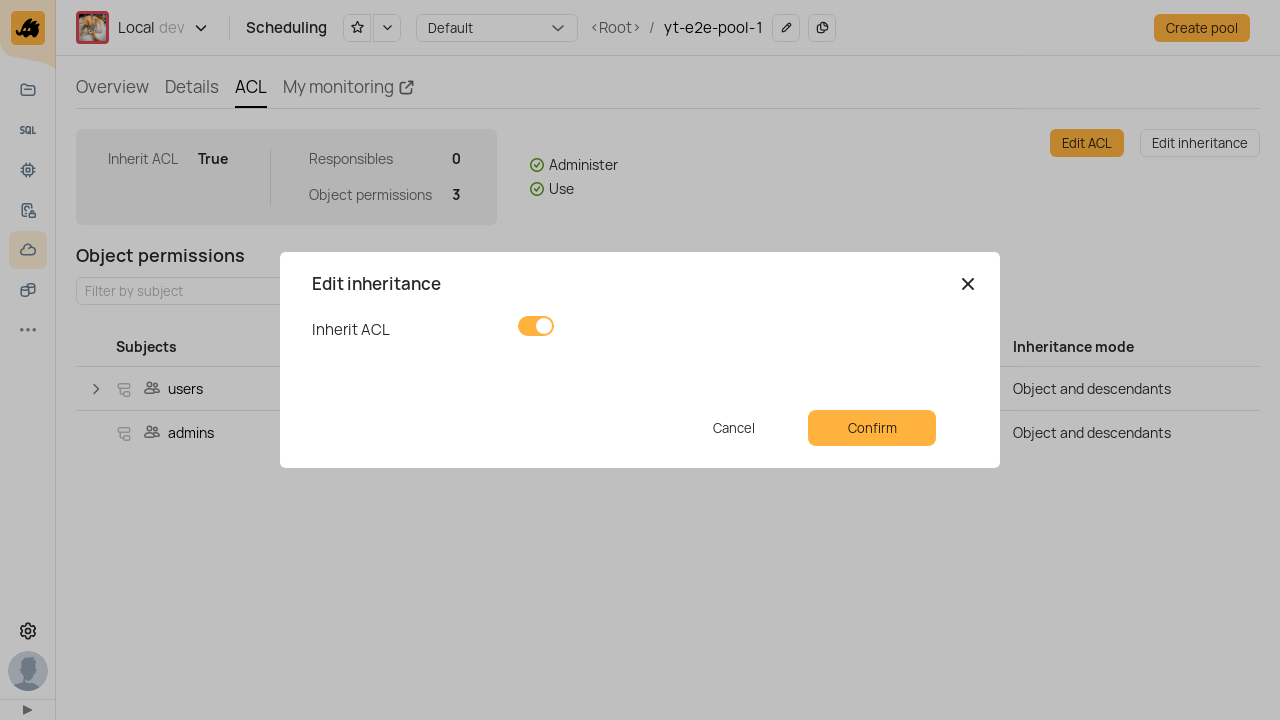 Local dev
Scheduling
Default
<Root> / yt-e2e-pool-1
Create pool
SQL
Overview
Details
ACL
My monitoring
Inherit ACL True
Responsibles 0
Object permissions 3
Administer
Use
Edit ACL
Edit inheritance
Object permissions
Filter by subject
Edit inheritance
Inherit ACL
Cancel
Confirm
Subjects
Inheritance mode
users
Object and descendants
admins
Object and descendants